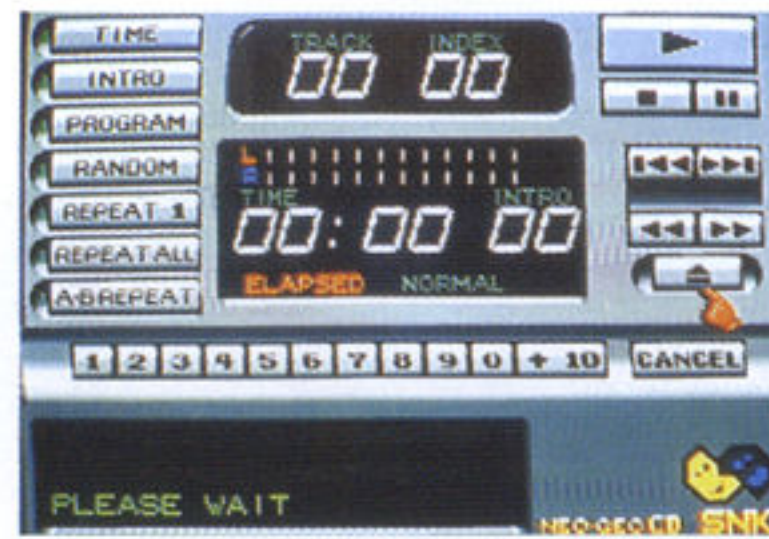 TIME
INTRO
PROGRAM
RANDOM
REPEAT 1
REPEAT ALL
A-B REPEAT
TRACK INDEX
00 00
L
R
TIME INTRO
00:00 00
ELAPSED NORMAL
1 2 3 4 5 6 7 8 9 0 + 10 CANCEL
PLEASE WAIT
NEO·GEO CD SNK